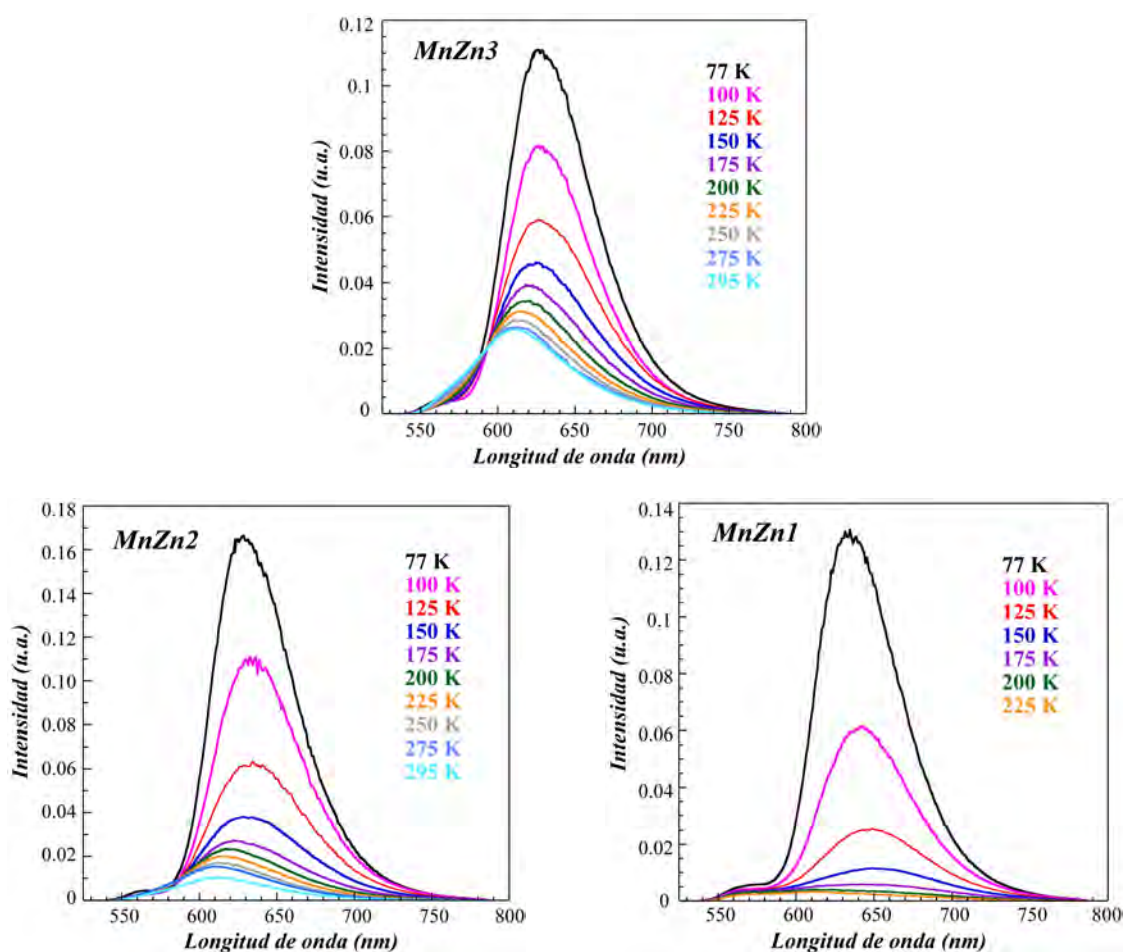 MnZn3
Intensidad (u.a.)
0.12
0.1
0.08
0.06
0.04
0.02
0
77 K
100 K
125 K
150 K
175 K
200 K
225 K
250 K
275 K
295 K
550 600 650 700 750 800
Longitud de onda (nm)
MnZn2
Intensidad (u.a.)
0.18
0.16
0.14
0.12
0.10
0.08
0.06
0.04
0.02
0
77 K
100 K
125 K
150 K
175 K
200 K
225 K
250 K
275 K
295 K
550 600 650 700 750 800
Longitud de onda (nm)
MnZn1
Intensidad (u.a.)
0.14
0.12
0.1
0.08
0.06
0.04
0.02
0
77 K
100 K
125 K
150 K
175 K
200 K
225 K
550 600 650 700 750 800
Longitud de onda (nm)